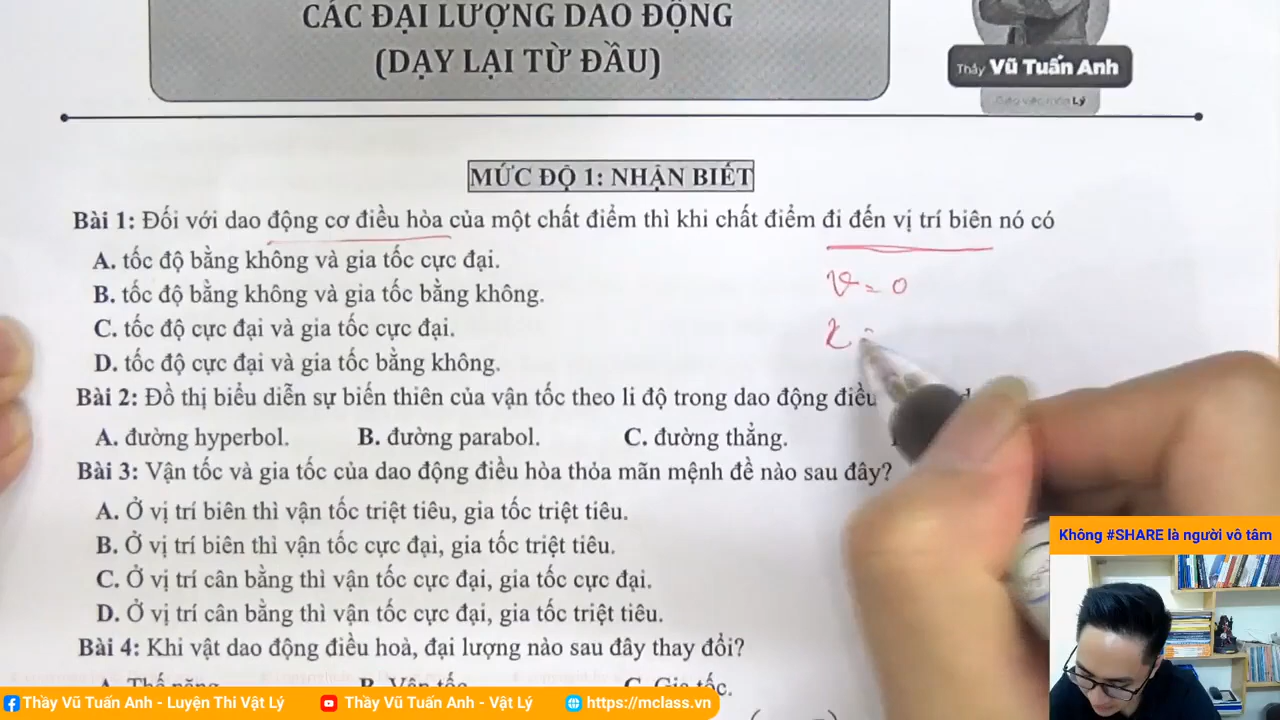 CÁC ĐẠI LƯỢNG DAO ĐỘNG
(DẠY LẠI TỪ ĐẦU)
Thầy Vũ Tuấn Anh
Giáo viên môn Lý
MỨC ĐỘ 1: NHẬN BIẾT
Bài 1: Đối với dao động cơ điều hòa của một chất điểm thì khi chất điểm đi đến vị trí biên nó có
A. tốc độ bằng không và gia tốc cực đại.
B. tốc độ bằng không và gia tốc bằng không.
C. tốc độ cực đại và gia tốc cực đại.
D. tốc độ cực đại và gia tốc bằng không.
v = 0
Bài 2: Đồ thị biểu diễn sự biến thiên của vận tốc theo li độ trong dao động điều
A. đường hyperbol. B. đường parabol. C. đường thẳng.
Bài 3: Vận tốc và gia tốc của dao động điều hòa thỏa mãn mệnh đề nào sau đây?
A. Ở vị trí biên thì vận tốc triệt tiêu, gia tốc triệt tiêu.
B. Ở vị trí biên thì vận tốc cực đại, gia tốc triệt tiêu.
C. Ở vị trí cân bằng thì vận tốc cực đại, gia tốc cực đại.
D. Ở vị trí cân bằng thì vận tốc cực đại, gia tốc triệt tiêu.
Bài 4: Khi vật dao động điều hoà, đại lượng nào sau đây thay đổi?
A. Thế năng B. Vận tốc C. Gia tốc.
Không #SHARE là người vô tâm
Thầy Vũ Tuấn Anh - Luyện Thi Vật Lý Thầy Vũ Tuấn Anh - Vật Lý https://mclass.vn